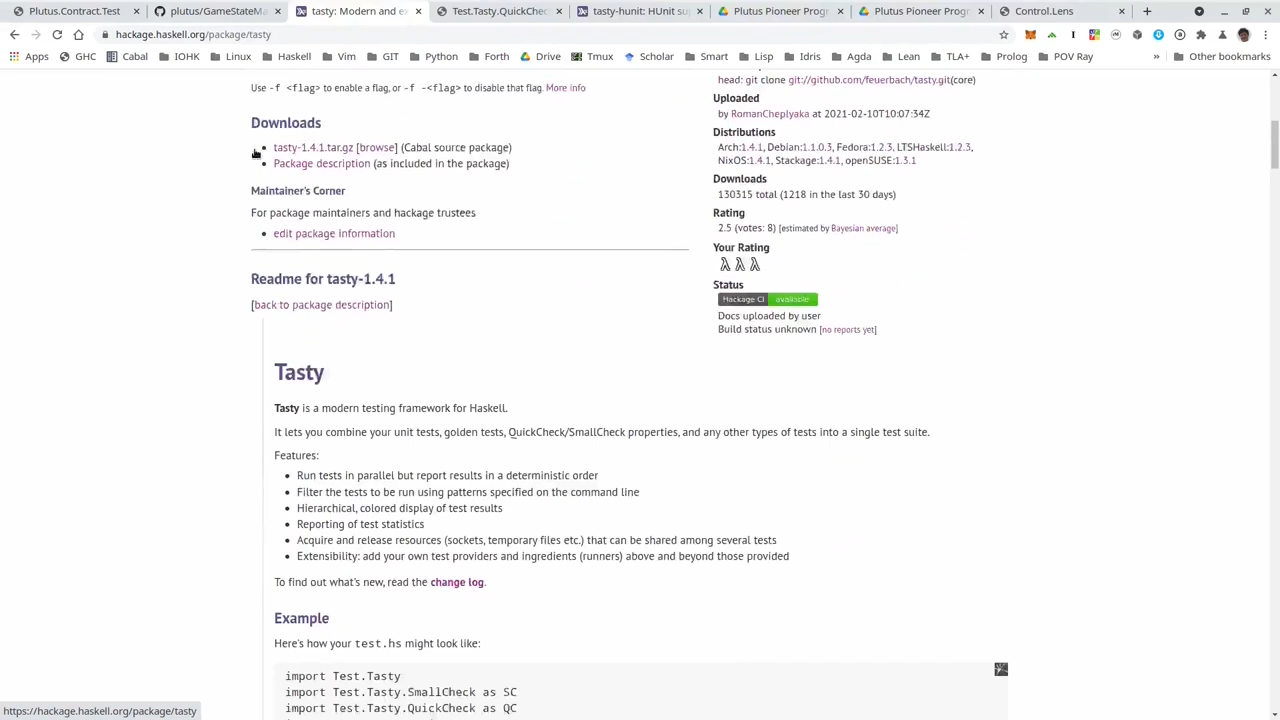 Plutus.Contract.Test
plutus/GameStateMa
tasty: Modern and e
Test.Tasty.QuickChe
tasty-hunit: HUnit su
Plutus Pioneer Prog
Plutus Pioneer Prog
Control.Lens
hackage.haskell.org/package/tasty
Apps GHC Cabal IOHK Linux Haskell Vim GIT Python Drive Tmux Scholar Smart Lisp Idris Agda Lean TLA+ Prolog POV Ray » Other bookmarks
head: git clone git://github.com/feuerbach/tasty.git(core)
Use -f <flag> to enable a flag, or -f -<flag> to disable that flag. More info
Uploaded
by RomanCheplyaka at 2021-02-10T10:07:34Z
Downloads
tasty-1.4.1.tar.gz [browse] (Cabal source package)
Package description (as included in the package)
Distributions
Arch:1.4.1, Debian:1.1.0.3, Fedora:1.2.3, LTSHaskell:1.2.3,
NixOS:1.4.1, Stackage:1.4.1, openSUSE:1.3.1
Downloads
130315 total (1218 in the last 30 days)
Maintainer's Corner
For package maintainers and hackage trustees
edit package information
Rating
2.5 (votes: 8) [estimated by Bayesian average]
Your Rating
λ λ λ
Status
Hackage CI available
Docs uploaded by user
Build status unknown [no reports yet]
Readme for tasty-1.4.1
[back to package description]
Tasty
Tasty is a modern testing framework for Haskell.
It lets you combine your unit tests, golden tests, QuickCheck/SmallCheck properties, and any other types of tests into a single test suite.
Features:
Run tests in parallel but report results in a deterministic order
Filter the tests to be run using patterns specified on the command line
Hierarchical, colored display of test results
Reporting of test statistics
Acquire and release resources (sockets, temporary files etc.) that can be shared among several tests
Extensibility: add your own test providers and ingredients (runners) above and beyond those provided
To find out what's new, read the change log.
Example
Here's how your test.hs might look like:
import Test.Tasty
import Test.Tasty.SmallCheck as SC
import Test.Tasty.QuickCheck as QC
https://hackage.haskell.org/package/tasty